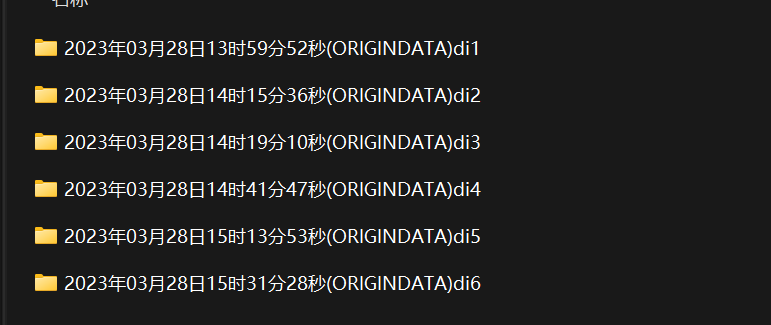 名称
2023年03月28日13时59分52秒(ORIGINDATA)di1
2023年03月28日14时15分36秒(ORIGINDATA)di2
2023年03月28日14时19分10秒(ORIGINDATA)di3
2023年03月28日14时41分47秒(ORIGINDATA)di4
2023年03月28日15时13分53秒(ORIGINDATA)di5
2023年03月28日15时31分28秒(ORIGINDATA)di6